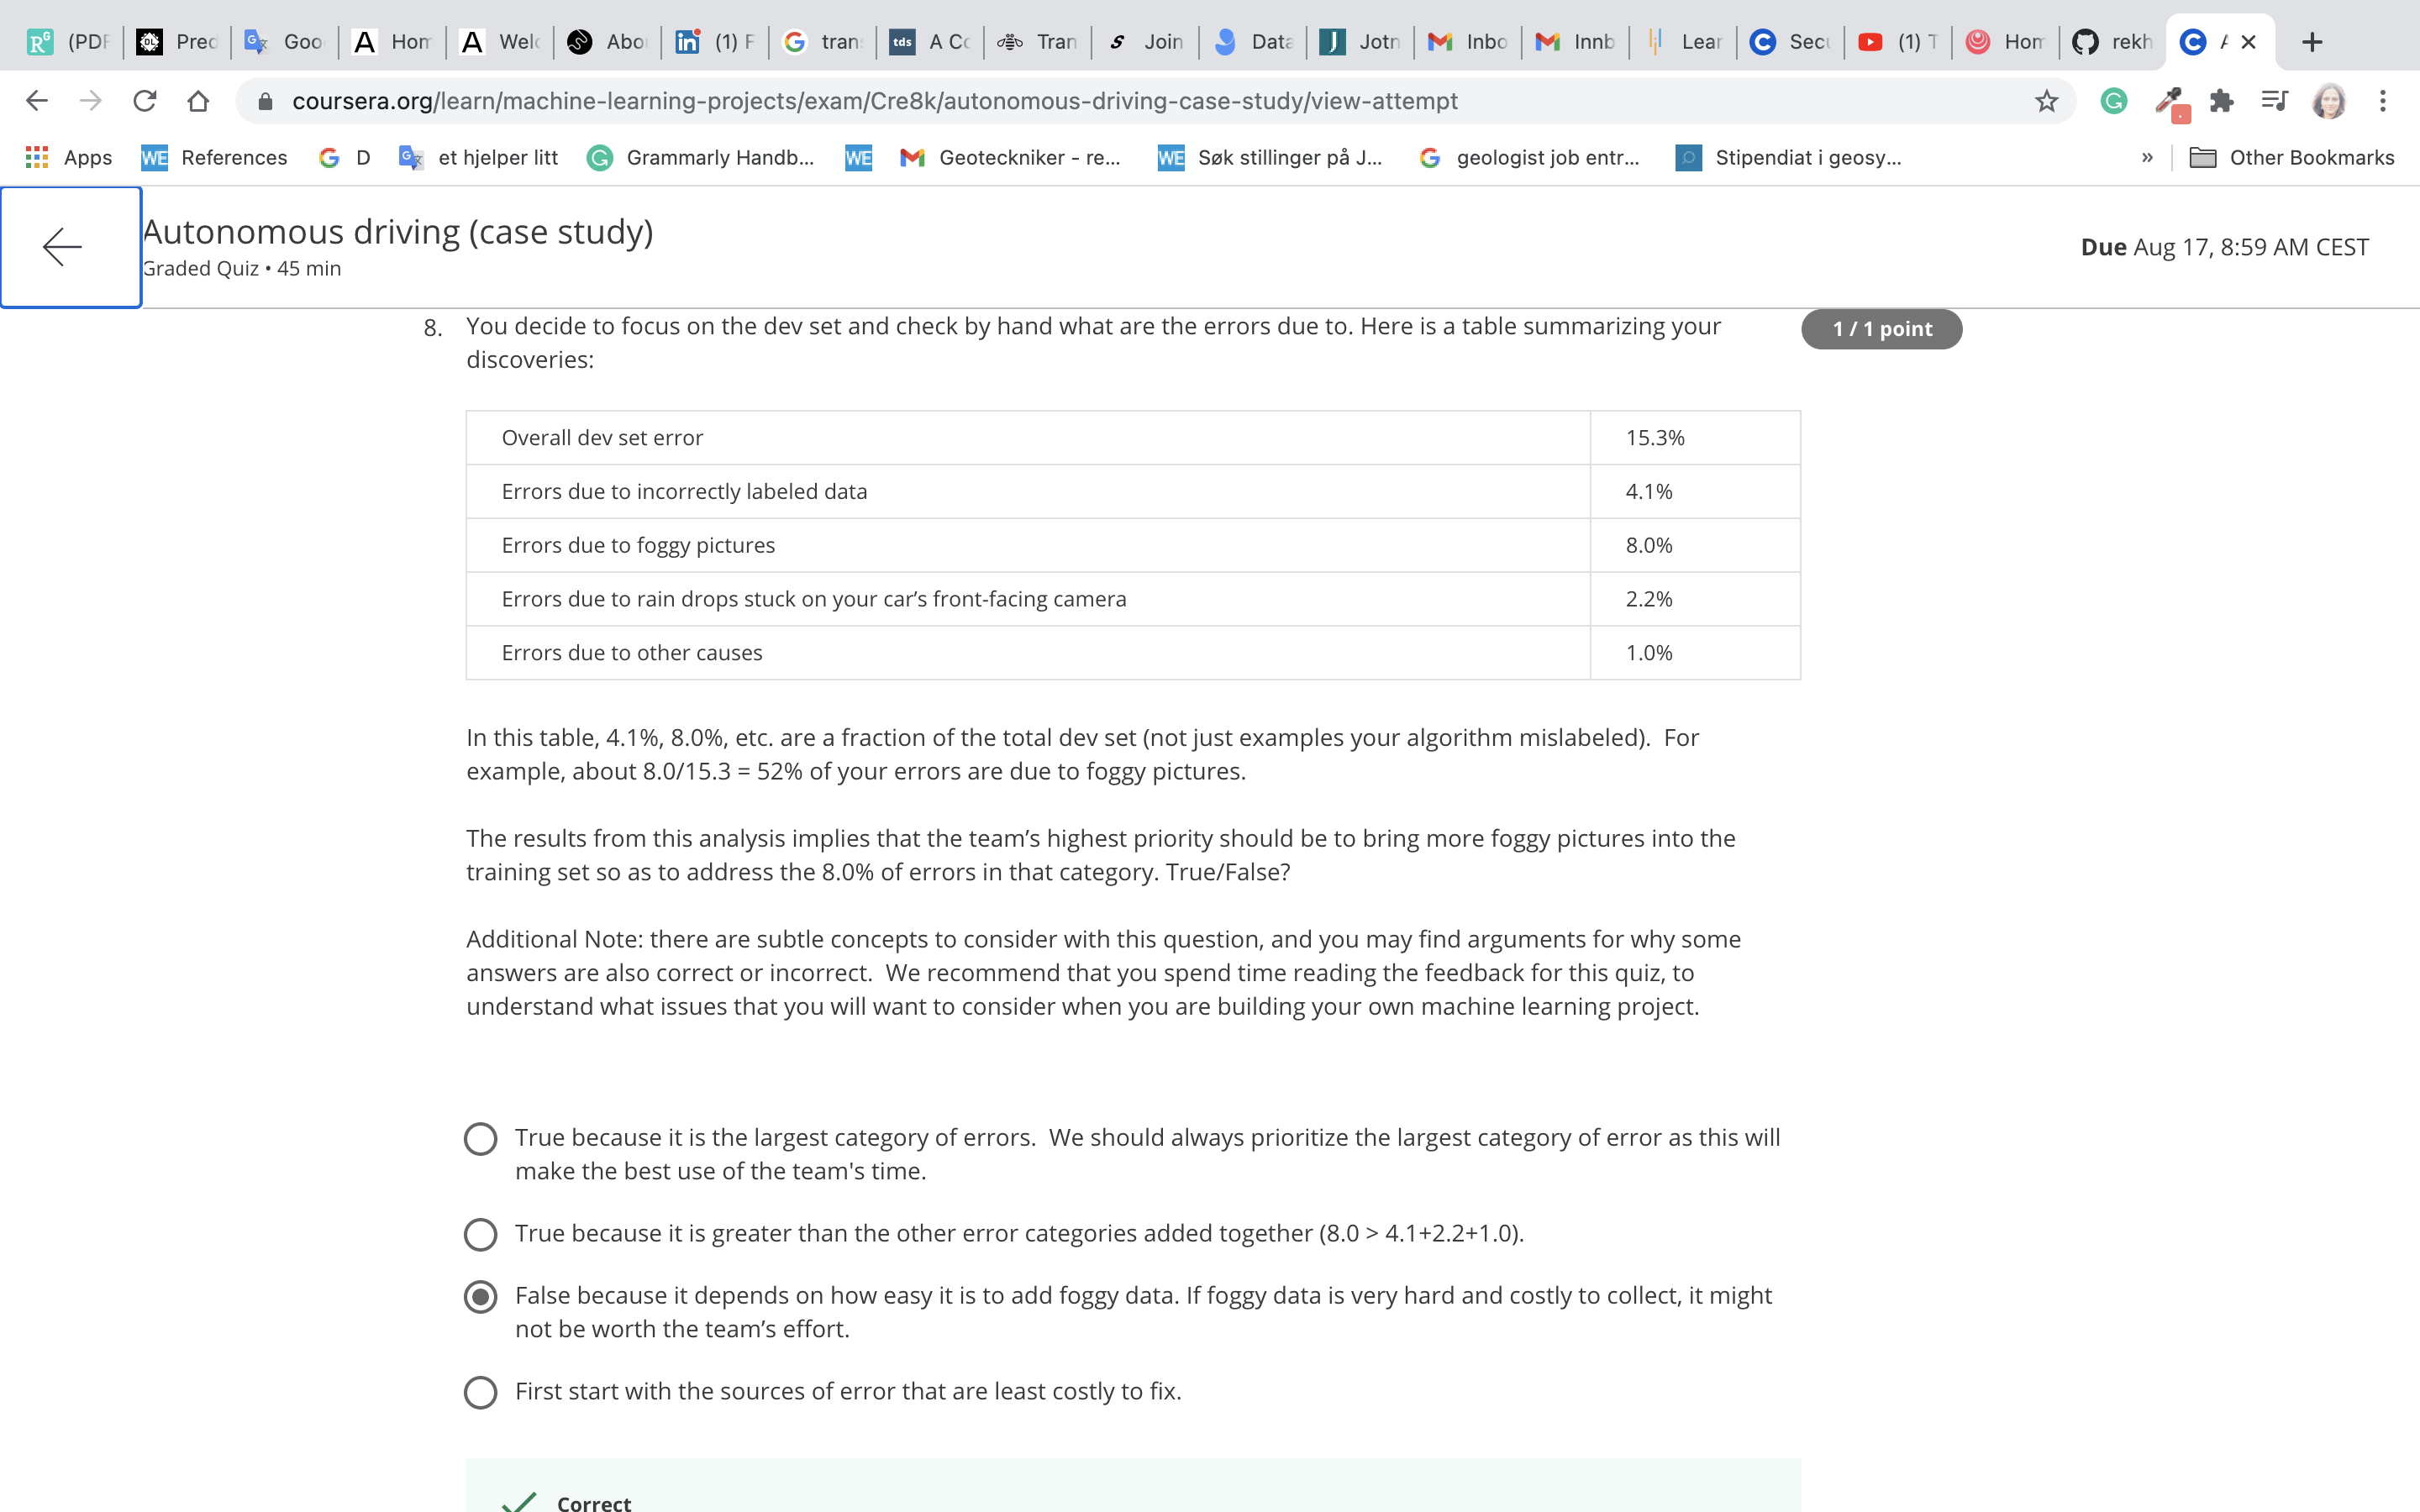 (PDF Pred Goo Hom Welc Abo (1) F tran tds A Co Tran Join Data Jotn Inbo Innb Lear Secu (1) T Hom rekh
coursera.org/learn/machine-learning-projects/exam/Cre8k/autonomous-driving-case-study/view-attempt
Apps WE References D et hjelper litt Grammarly Handb... WE Geoteckniker - re... WE Søk stillinger på J... geologist job entr... Stipendiat i geosy... » Other Bookmarks
Autonomous driving (case study)
Graded Quiz • 45 min
Due Aug 17, 8:59 AM CEST
8. You decide to focus on the dev set and check by hand what are the errors due to. Here is a table summarizing your
discoveries:
1 / 1 point
Overall dev set error 15.3%
Errors due to incorrectly labeled data 4.1%
Errors due to foggy pictures 8.0%
Errors due to rain drops stuck on your car’s front-facing camera 2.2%
Errors due to other causes 1.0%
In this table, 4.1%, 8.0%, etc. are a fraction of the total dev set (not just examples your algorithm mislabeled). For
example, about 8.0/15.3 = 52% of your errors are due to foggy pictures.
The results from this analysis implies that the team’s highest priority should be to bring more foggy pictures into the
training set so as to address the 8.0% of errors in that category. True/False?
Additional Note: there are subtle concepts to consider with this question, and you may find arguments for why some
answers are also correct or incorrect. We recommend that you spend time reading the feedback for this quiz, to
understand what issues that you will want to consider when you are building your own machine learning project.
True because it is the largest category of errors. We should always prioritize the largest category of error as this will
make the best use of the team's time.
True because it is greater than the other error categories added together (8.0 > 4.1+2.2+1.0).
False because it depends on how easy it is to add foggy data. If foggy data is very hard and costly to collect, it might
not be worth the team’s effort.
First start with the sources of error that are least costly to fix.
Correct